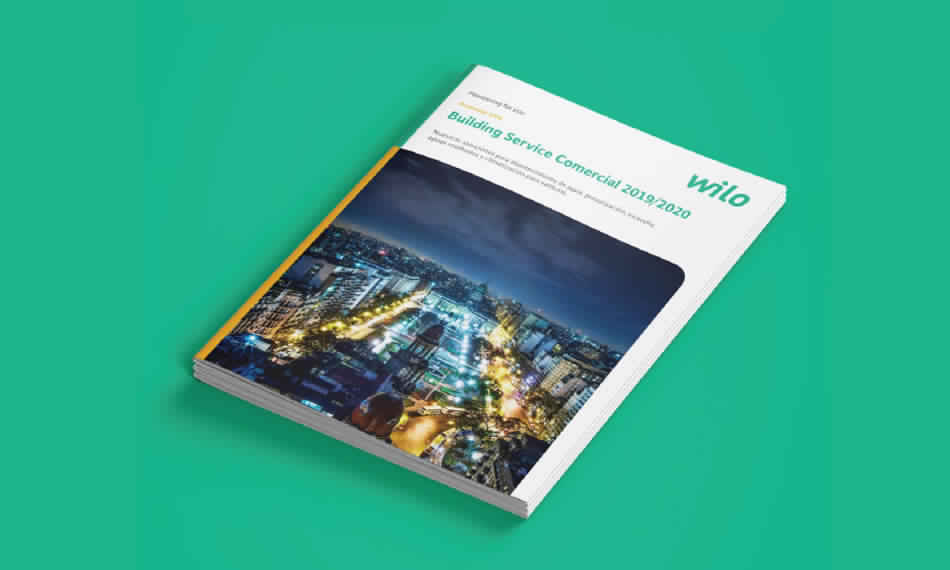 Pioneering for You
Building Service Comercial 2019/2020
Nuestras soluciones para abastecimiento de agua, presurización, incendio,
aguas residuales y climatización para edificios.
wilo